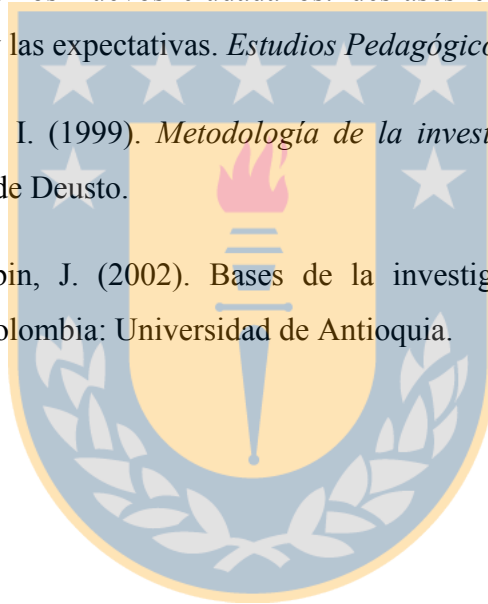 y las expectativas. Estudios Pedagógico
I. (1999). Metodología de la invest
de Deusto.
pin, J. (2002). Bases de la investig
olombia: Universidad de Antioquia.